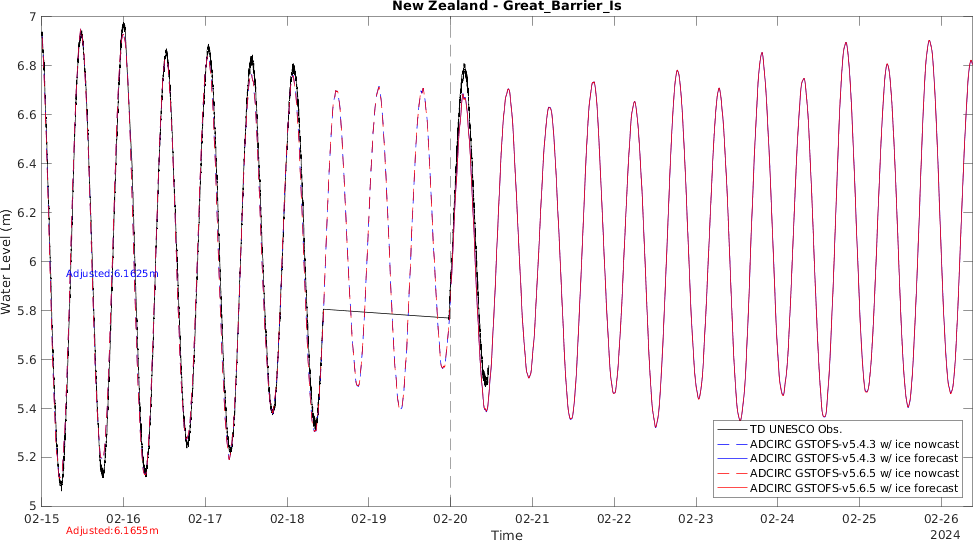 New Zealand - Great_Barrier_Is
7
6.8
6.6
6.4
6.2
6
5.8
5.6
5.4
5.2
5
Water Level (m)
Adjusted:6.1625m
TD UNESCO Obs.
ADCIRC GSTOFS-v5.4.3 w/ ice nowcast
ADCIRC GSTOFS-v5.4.3 w/ ice forecast
ADCIRC GSTOFS-v5.6.5 w/ ice nowcast
ADCIRC GSTOFS-v5.6.5 w/ ice forecast
02-15 02-16 02-17 02-18 02-19 02-20 02-21 02-22 02-23 02-24 02-25 02-26
Adjusted:6.1655m
Time
2024